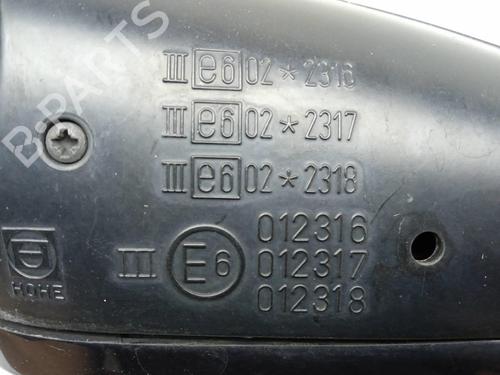 B-PARTS
III e6 02 * 2316
III e6 02 * 2317
III e6 02 * 2318
012316
III E6 012317
012318
HOHE